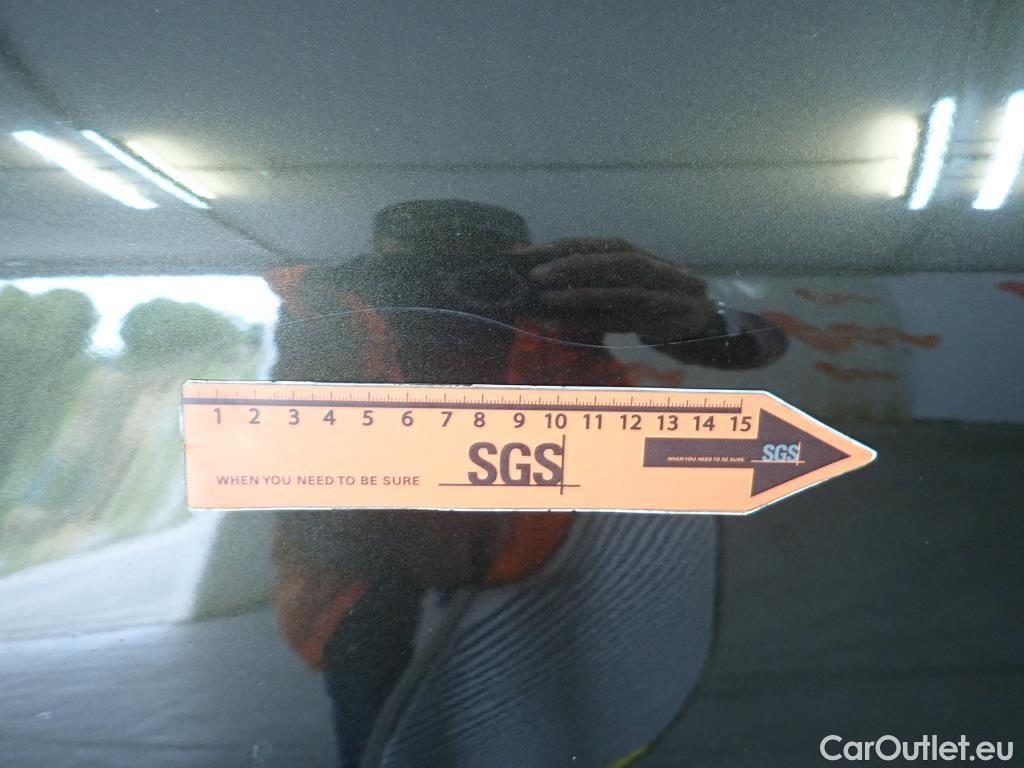 1 2 3 4 5 6 7 8 9 10 11 12 13 14 15
WHEN YOU NEED TO BE SURE SGS
WHEN YOU NEED TO BE SURE SGS
CarOutlet.eu